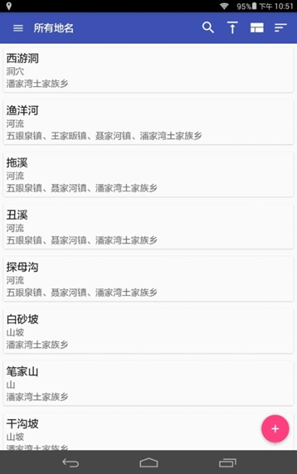 95% 下午 10:51
所有地名
西游洞
洞穴
潘家湾土家族乡
渔洋河
河流
五眼泉镇、王家畈镇、聂家河镇、潘家湾土家族乡
拖溪
河流
五眼泉镇、聂家河镇、潘家湾土家族乡
丑溪
河流
五眼泉镇、聂家河镇、潘家湾土家族乡
探母沟
河流
五眼泉镇、聂家河镇、潘家湾土家族乡
白砂坡
山坡
潘家湾土家族乡
笔家山
山
潘家湾土家族乡
干沟坡
山坡
潘家湾土家族乡